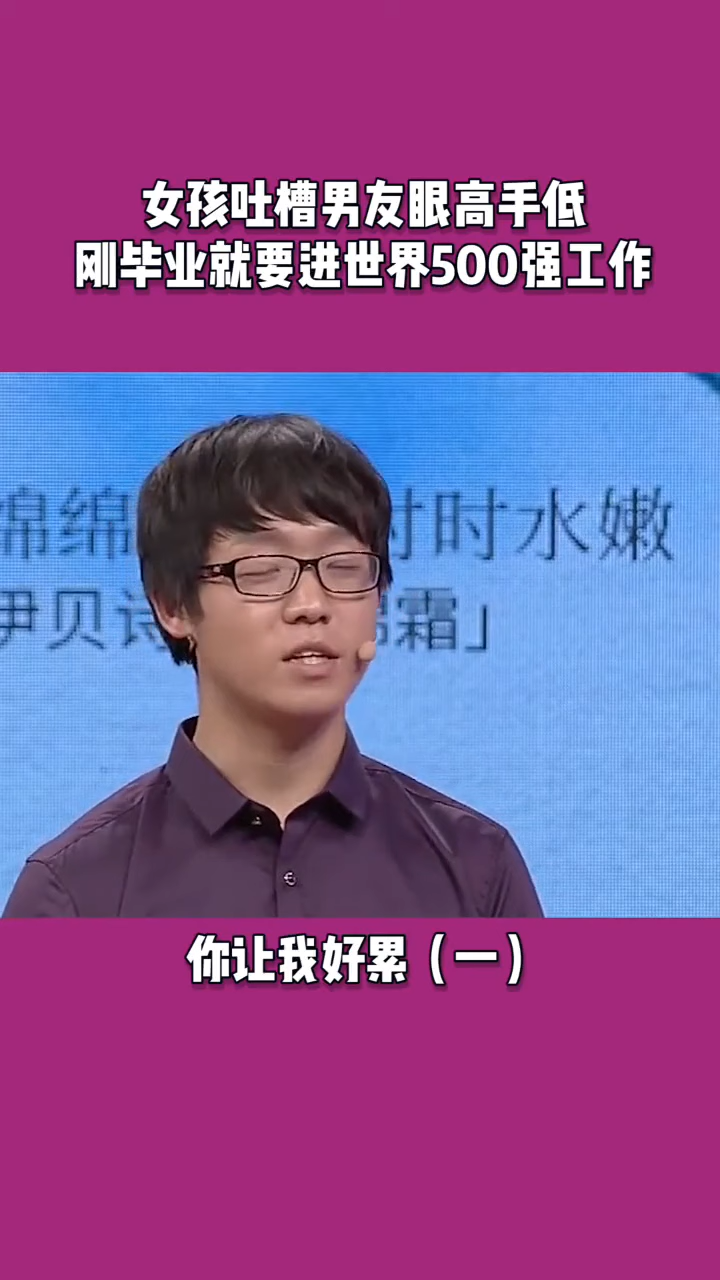 女孩吐槽男友眼高手低
刚毕业就要进世界500强工作
绵绵 时时水嫩
伊贝诗 霜」
你让我好累（一）